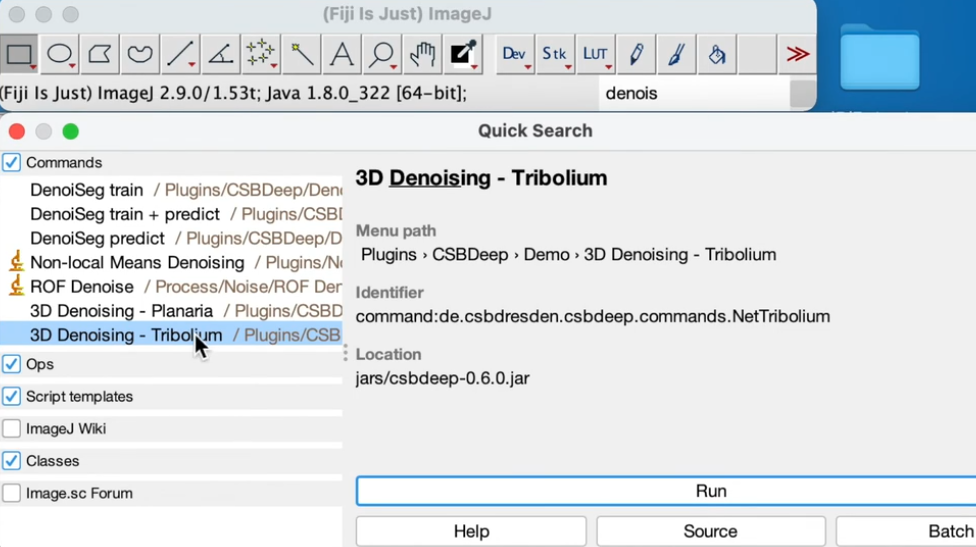 (Fiji Is Just) ImageJ
Dev Stk LUT
(Fiji Is Just) ImageJ 2.9.0/1.53t; Java 1.8.0_322 [64-bit];
denois
Quick Search
Commands
DenoiSeg train / Plugins/CSBDeep/Den
DenoiSeg train + predict / Plugins/CSBD
DenoiSeg predict / Plugins/CSBDeep/D
Non-local Means Denoising / Plugins/N
ROF Denoise / Process/Noise/ROF Den
3D Denoising - Planaria / Plugins/CSBD
3D Denoising - Tribolium / Plugins/CSB
Ops
Script templates
ImageJ Wiki
Classes
Image.sc Forum
3D Denoising - Tribolium
Menu path
Plugins › CSBDeep › Demo › 3D Denoising - Tribolium
Identifier
command:de.csbdresden.csbdeep.commands.NetTribolium
Location
jars/csbdeep-0.6.0.jar
Run
Help
Source
Batch